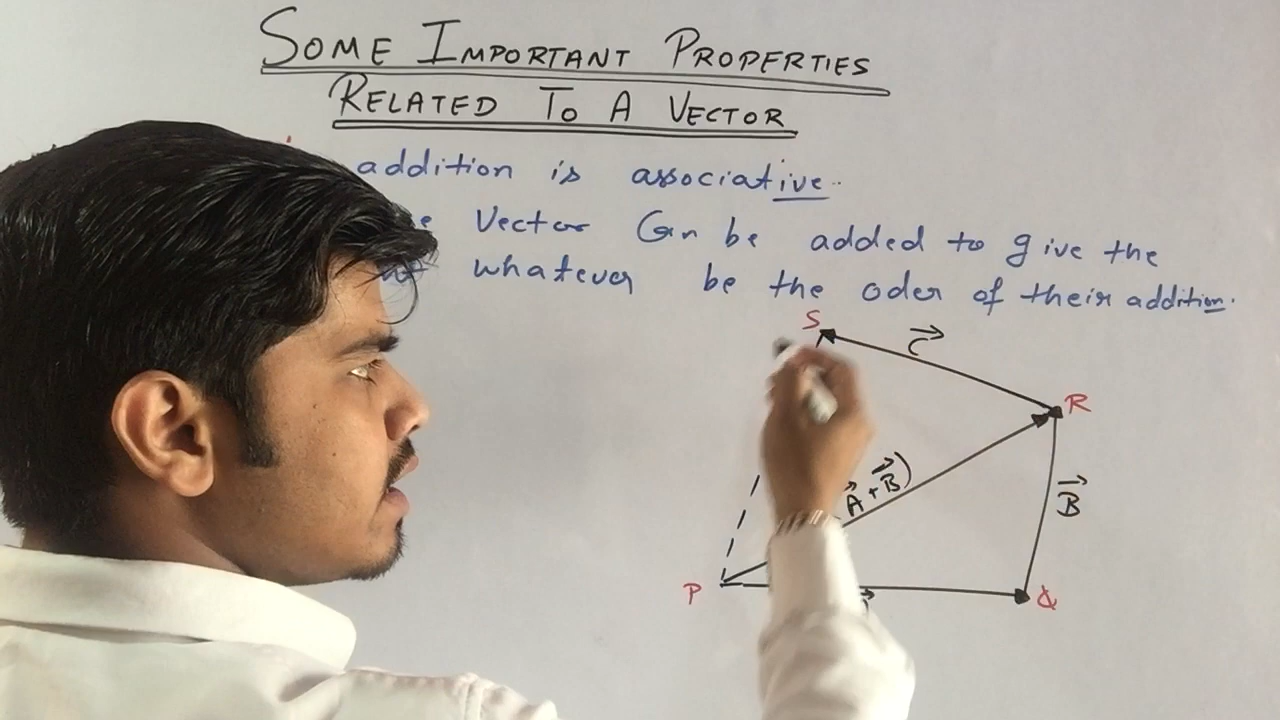 SOME IMPORTANT PROPERTIES
RELATED TO A VECTOR
addition is associative..
Vector Can be added to give the
whatever be the oder of their addition.
S
C
R
A + B)
B
P
Q